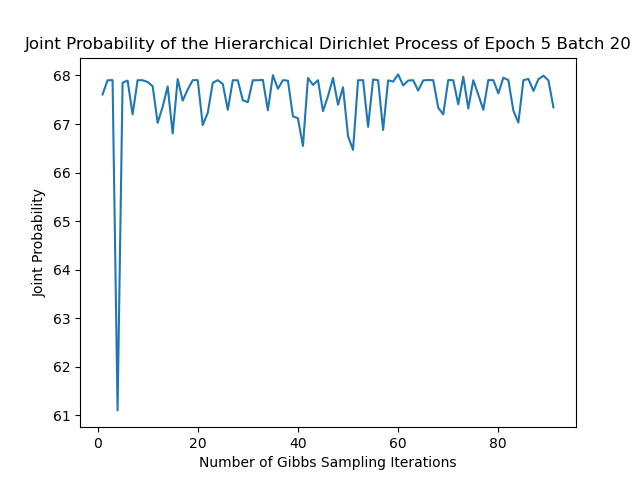 Joint Probability of the Hierarchical Dirichlet Process of Epoch 5 Batch 20
68
67
66
65
64
63
62
61
Joint Probability
0 20 40 60 80
Number of Gibbs Sampling Iterations